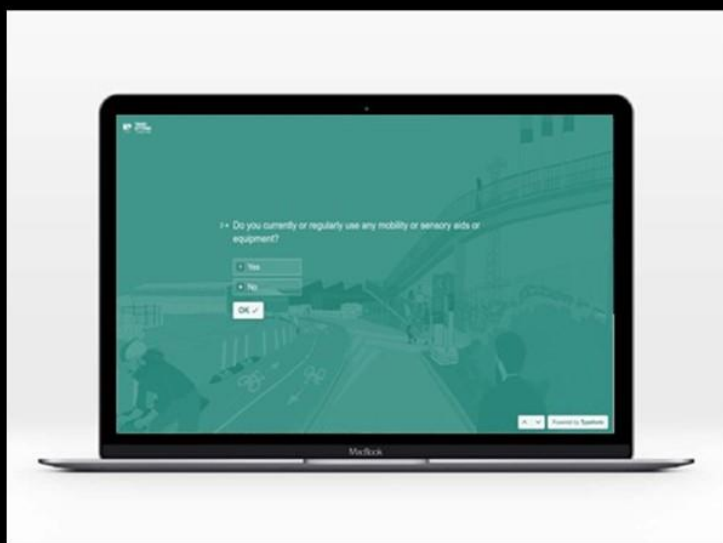 Do you currently or regularly use any mobility or sensory aids or
equipment?
Yes
No
OK ✓
Powered by Typeform
MacBook